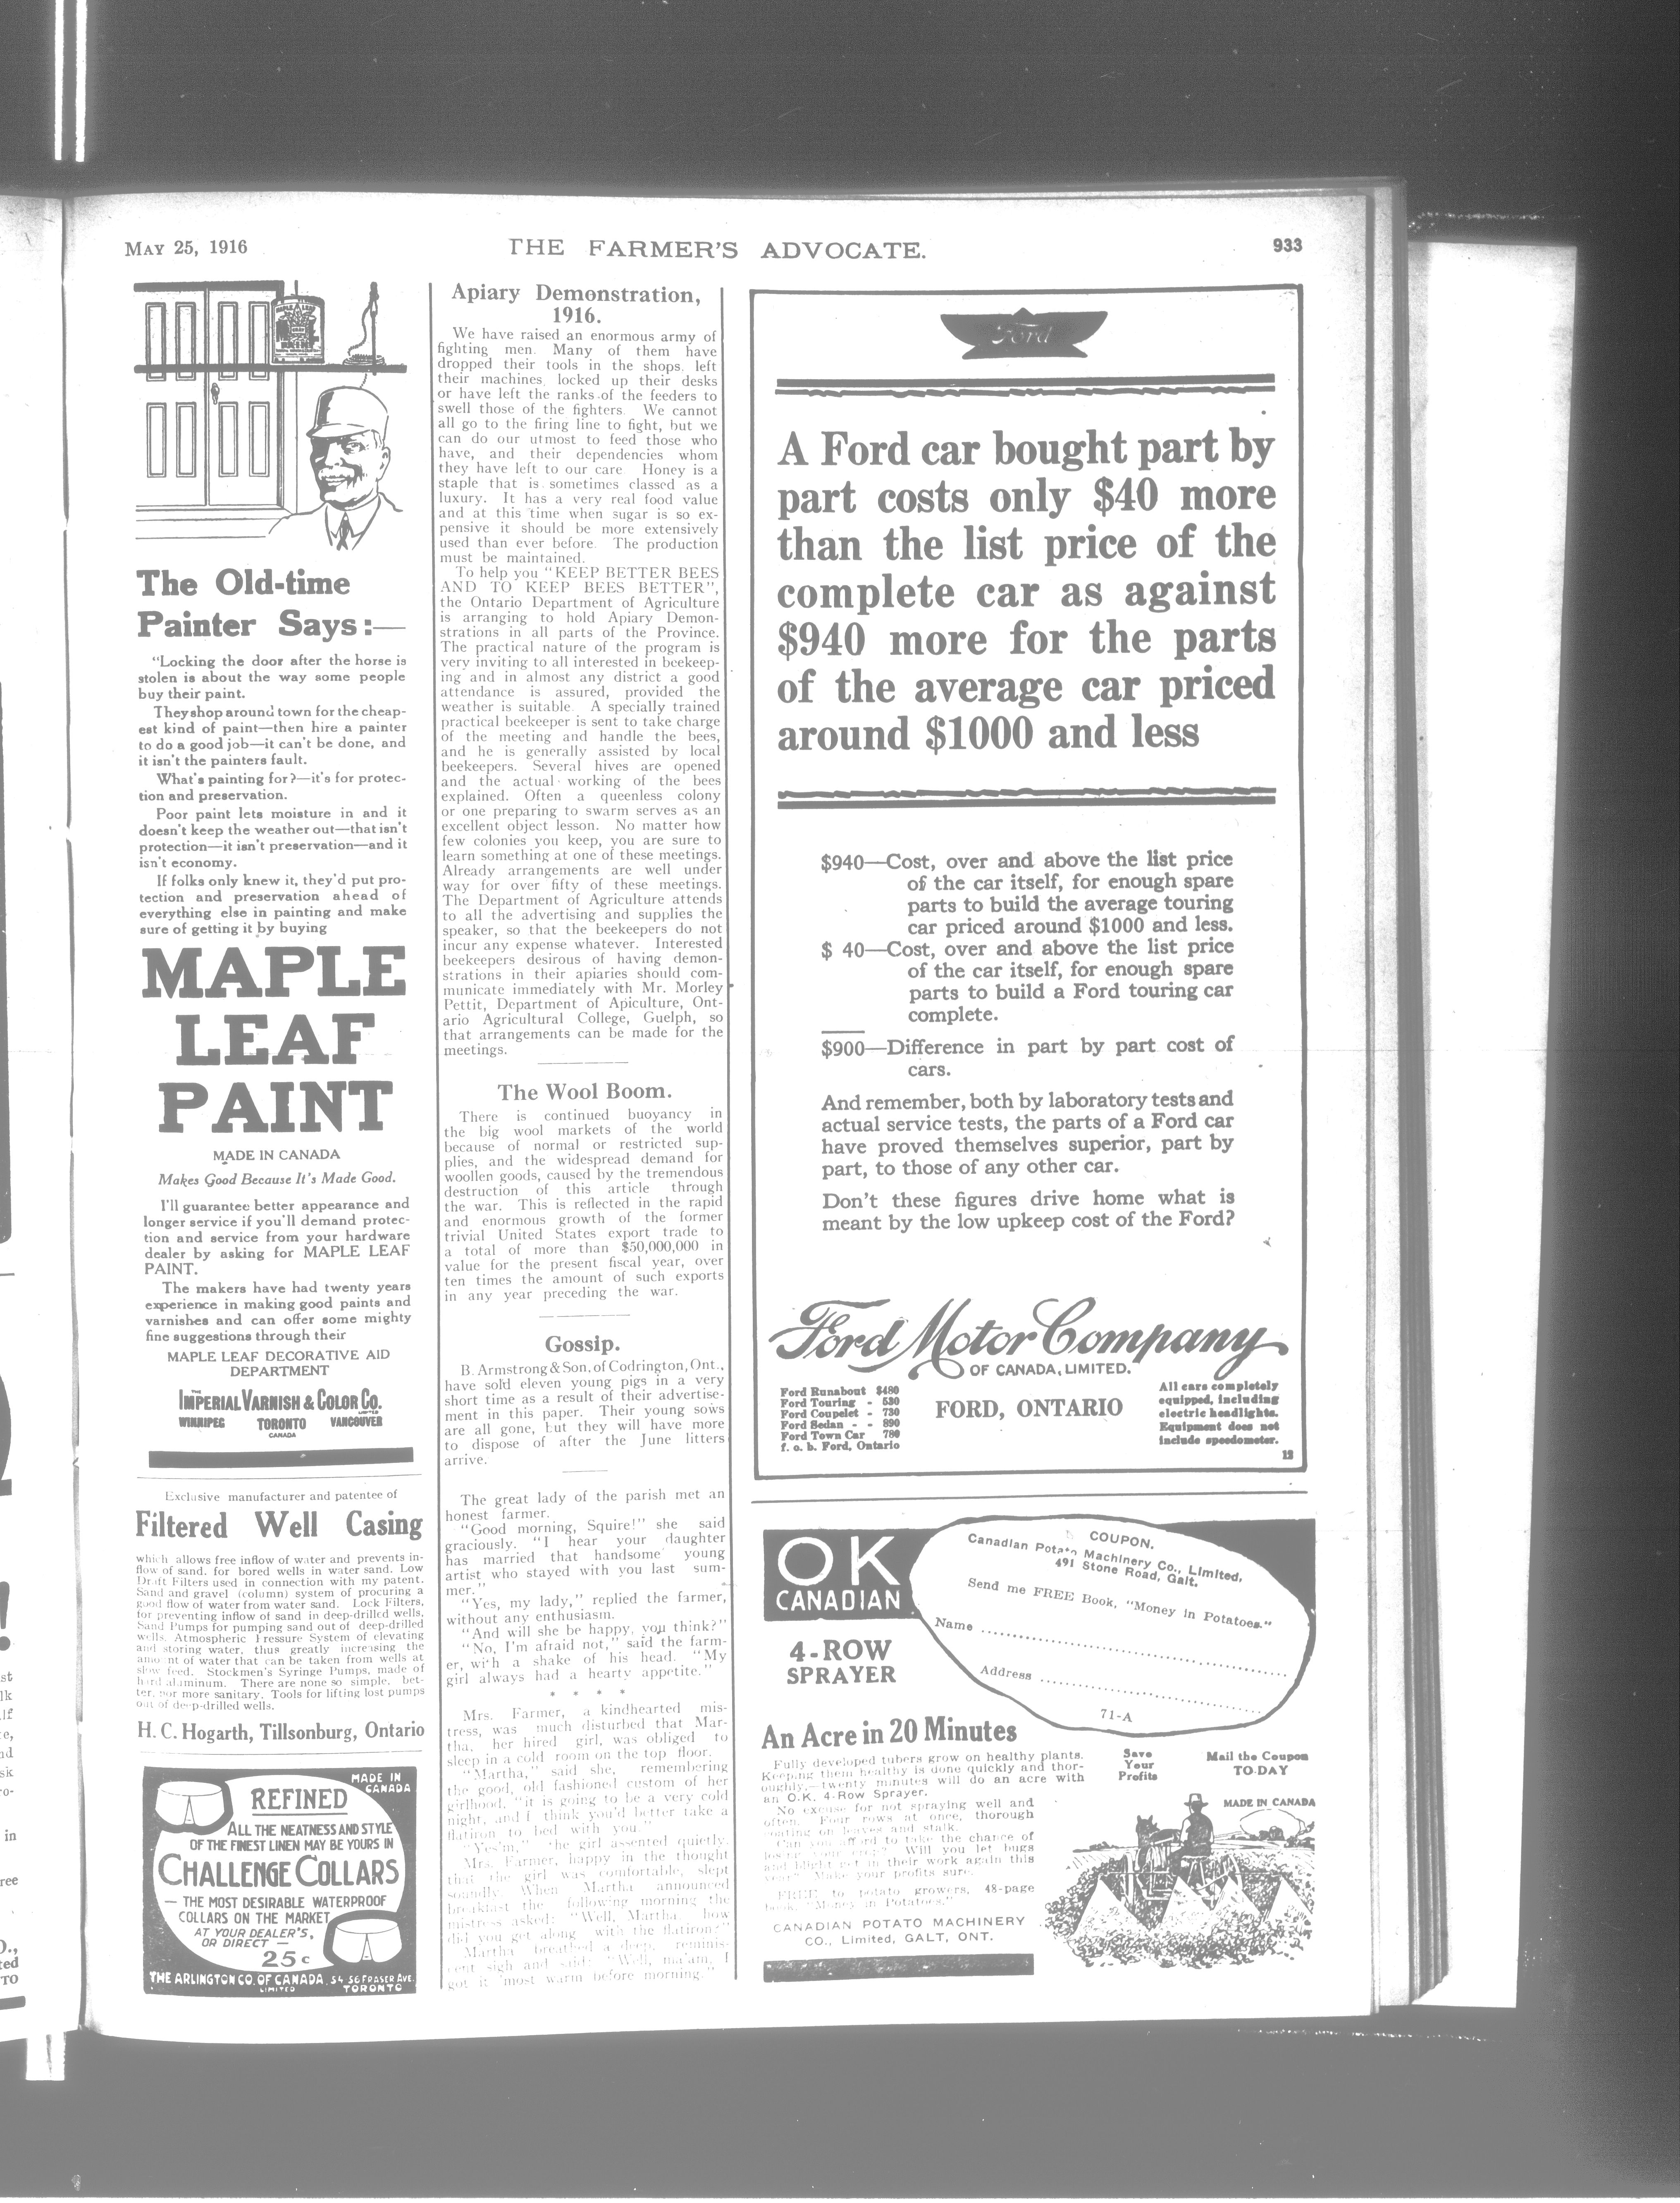 MAY 25, 1916
THE FARMER'S ADVOCATE.
933
MAPLE LEAF
PAINT
The Old-time
Painter Says:—
"Locking the door after the horse is
stolen is about the way some people
buy their paint.
They shop around town for the cheap-
est kind of paint—then hire a painter
to do a good job—it can't be done, and
it isn't the painters fault.
What's painting for?—it's for protec-
tion and preservation.
Poor paint lets moisture in and it
doesn't keep the weather out—that isn't
protection—it isn't preservation—and it
isn't economy.
If folks only knew it, they'd put pro-
tection and preservation ahead of
everything else in painting and make
sure of getting it by buying
MAPLE
LEAF
PAINT
MADE IN CANADA
Makes Good Because It's Made Good.
I'll guarantee better appearance and
longer service if you'll demand protec-
tion and service from your hardware
dealer by asking for MAPLE LEAF
PAINT.
The makers have had twenty years
experience in making good paints and
varnishes and can offer some mighty
fine suggestions through their
MAPLE LEAF DECORATIVE AID
DEPARTMENT
THE IMPERIAL VARNISH & COLOR CO.
LIMITED
WINNIPEG TORONTO VANCOUVER
CANADA
Exclusive manufacturer and patentee of
Filtered Well Casing
which allows free inflow of water and prevents in-
flow of sand, for bored wells in water sand. Low
Draft Filters used in connection with my patent.
Sand and gravel (column) system of procuring a
good flow of water from water sand. Lock Filters,
for preventing inflow of sand in deep-drilled wells,
Sand Pumps for pumping sand out of deep-drilled
wells. Atmospheric Pressure System of elevating
and storing water, thus greatly increasing the
amount of water that can be taken from wells at
slow feed. Stockmen's Syringe Pumps, made of
hard aluminum. There are none so simple, bet-
ter, nor more sanitary. Tools for lifting lost pumps
out of deep-drilled wells.
H. C. Hogarth, Tillsonburg, Ontario
MADE IN
CANADA
REFINED
ALL THE NEATNESS AND STYLE
OF THE FINEST LINEN MAY BE YOURS IN
CHALLENGE COLLARS
— THE MOST DESIRABLE WATERPROOF
COLLARS ON THE MARKET
AT YOUR DEALER'S,
OR DIRECT —
25c
THE ARLINGTON CO. OF CANADA, 54-56 FRASER AVE.
LIMITED TORONTO
Apiary Demonstration,
1916.
We have raised an enormous army of
fighting men. Many of them have
dropped their tools in the shops, left
their machines, locked up their desks
or have left the ranks of the feeders to
swell those of the fighters. We cannot
all go to the firing line to fight, but we
can do our utmost to feed those who
have, and their dependencies whom
they have left to our care. Honey is a
staple that is sometimes classed as a
luxury. It has a very real food value
and at this time when sugar is so ex-
pensive it should be more extensively
used than ever before. The production
must be maintained.
To help you "KEEP BETTER BEES
AND TO KEEP BEES BETTER",
the Ontario Department of Agriculture
is arranging to hold Apiary Demon-
strations in all parts of the Province.
The practical nature of the program is
very inviting to all interested in beekeep-
ing and in almost any district a good
attendance is assured, provided the
weather is suitable. A specially trained
practical beekeeper is sent to take charge
of the meeting and handle the bees,
and he is generally assisted by local
beekeepers. Several hives are opened
and the actual working of the bees
explained. Often a queenless colony
or one preparing to swarm serves as an
excellent object lesson. No matter how
few colonies you keep, you are sure to
learn something at one of these meetings.
Already arrangements are well under
way for over fifty of these meetings.
The Department of Agriculture attends
to all the advertising and supplies the
speaker, so that the beekeepers do not
incur any expense whatever. Interested
beekeepers desirous of having demon-
strations in their apiaries should com-
municate immediately with Mr. Morley
Pettit, Department of Apiculture, Ont-
ario Agricultural College, Guelph, so
that arrangements can be made for the
meetings.
The Wool Boom.
There is continued buoyancy in
the big wool markets of the world
because of normal or restricted sup-
plies, and the widespread demand for
woollen goods, caused by the tremendous
destruction of this article through
the war. This is reflected in the rapid
and enormous growth of the former
trivial United States export trade to
a total of more than $50,000,000 in
value for the present fiscal year, over
ten times the amount of such exports
in any year preceding the war.
Gossip.
B. Armstrong & Son, of Codrington, Ont.,
have sold eleven young pigs in a very
short time as a result of their advertise-
ment in this paper. Their young sows
are all gone, but they will have more
to dispose of after the June litters
arrive.
The great lady of the parish met an
honest farmer.
"Good morning, Squire!" she said
graciously. "I hear your daughter
has married that handsome young
artist who stayed with you last sum-
mer."
"Yes, my lady," replied the farmer,
without any enthusiasm.
"And will she be happy, you think?"
"No, I'm afraid not," said the farm-
er, with a shake of his head. "My
girl always had a hearty appetite."
* * * *
Mrs. Farmer, a kindhearted mis-
tress, was much disturbed that Mar-
tha, her hired girl, was obliged to
sleep in a cold room on the top floor.
"Martha," said she, remembering
the good, old fashioned custom of her
girlhood, "it is going to be a very cold
night, and I think you'd better take a
flatiron to bed with you."
"Yes'm," the girl assented quietly.
Mrs. Farmer, happy in the thought
that the girl was comfortable, slept
soundly. When Martha announced
breakfast the following morning the
mistress asked: "Well, Martha, how
did you get along with the flatiron?"
Martha breathed a deep, reminis-
cent sigh and said: "Well, ma'am, I
got it 'most warm before morning."
Ford
A Ford car bought part by
part costs only $40 more
than the list price of the
complete car as against
$940 more for the parts
of the average car priced
around $1000 and less
$940—Cost, over and above the list price
of the car itself, for enough spare
parts to build the average touring
car priced around $1000 and less.
$ 40—Cost, over and above the list price
of the car itself, for enough spare
parts to build a Ford touring car
complete.
$900—Difference in part by part cost of
cars.
And remember, both by laboratory tests and
actual service tests, the parts of a Ford car
have proved themselves superior, part by
part, to those of any other car.
Don't these figures drive home what is
meant by the low upkeep cost of the Ford?
Ford Motor Company
OF CANADA, LIMITED.
FORD, ONTARIO
Ford Runabout $480
Ford Touring - 530
Ford Coupelet - 730
Ford Sedan - - 890
Ford Town Car 780
f. o. b. Ford, Ontario
All cars completely
equipped, including
electric headlights.
Equipment does not
include speedometer.
12
OK
CANADIAN
4-ROW
SPRAYER
COUPON.
Canadian Potato Machinery Co., Limited,
491 Stone Road, Galt.
Send me FREE Book, "Money in Potatoes."
Name
Address
71-A
An Acre in 20 Minutes
Fully developed tubers grow on healthy plants.
Keeping them healthy is done quickly and thor-
oughly,—twenty minutes will do an acre with
an O.K. 4-Row Sprayer.
No excuse for not spraying well and
often. Four rows at once, thorough
coating on leaves and stalk.
Can you afford to take the chance of
losing your crop? Will you let bugs
and blight get in their work again this
year? Make your profits sure.
FREE to potato growers, 48-page
book, "Money in Potatoes."
CANADIAN POTATO MACHINERY
CO., Limited, GALT, ONT.
Save
Your
Profits
Mail the Coupon
TO-DAY
MADE IN CANADA